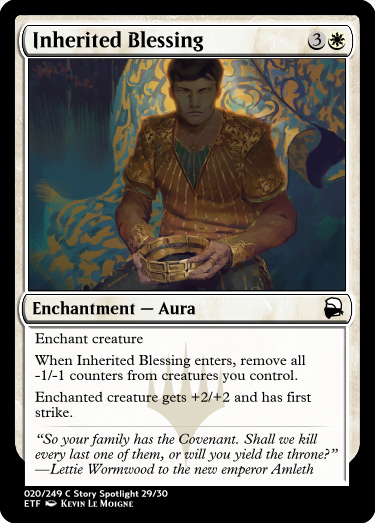 Inherited Blessing 3
Enchantment — Aura
Enchant creature
When Inherited Blessing enters, remove all
-1/-1 counters from creatures you control.
Enchanted creature gets +2/+2 and has first
strike.
“So your family has the Covenant. Shall we kill
every last one of them, or will you yield the throne?”
—Lettie Wormwood to the new emperor Amleth
020/249 C Story Spotlight 29/30
ETF Kevin Le Moigne